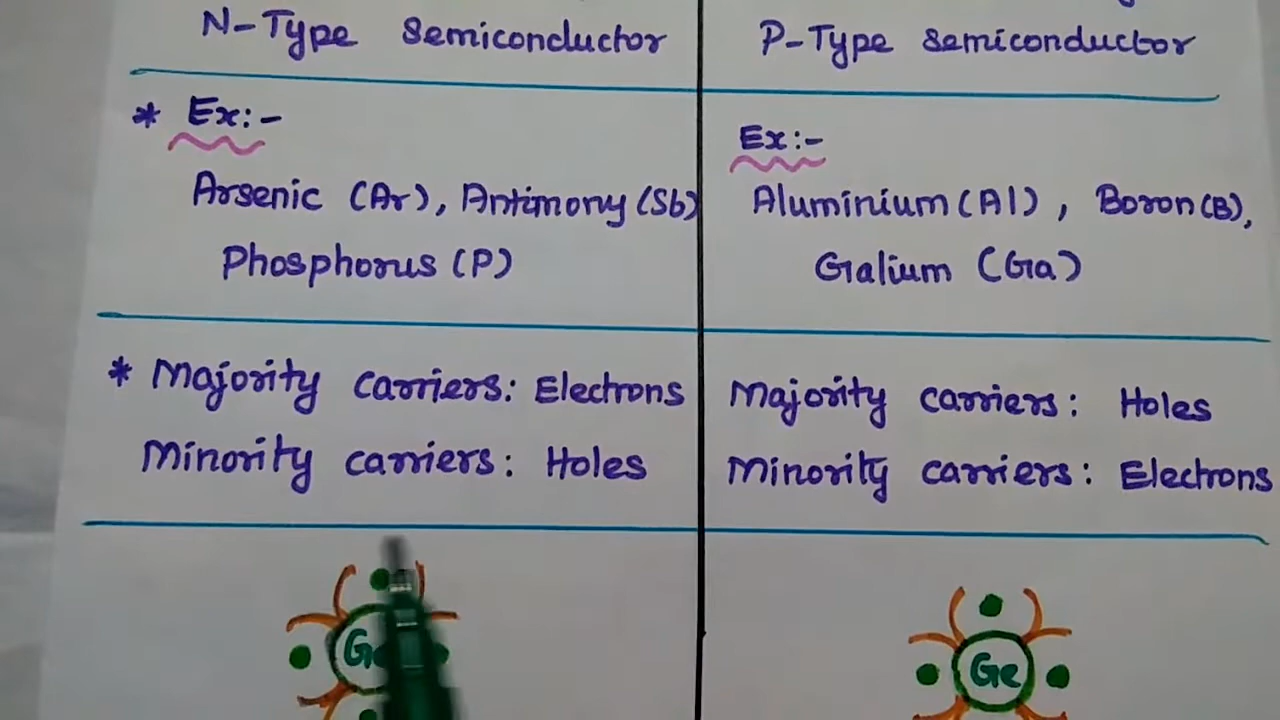 N-Type Semiconductor
P-Type Semiconductor
* Ex:-
Arsenic (Ar), Antimony (Sb)
Phosphorus (P)
Ex:-
Aluminium (Al), Boron (B),
Galium (Ga)
* Majority carriers: Electrons
Minority carriers: Holes
Majority carriers: Holes
Minority carriers: Electrons
Ge